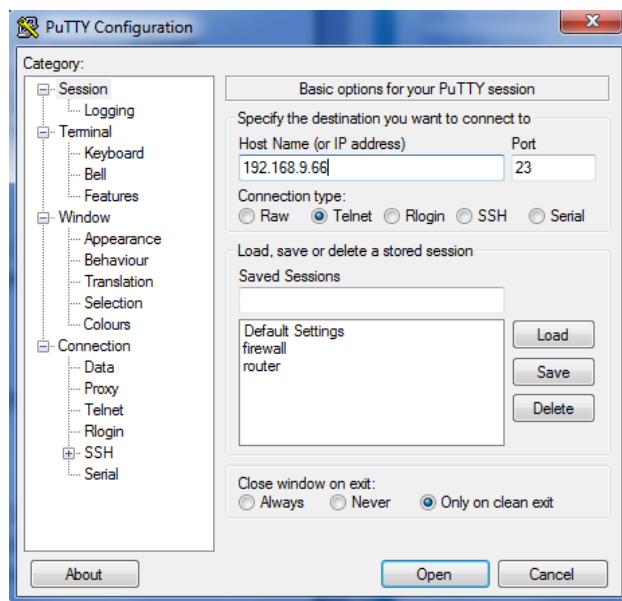 PuTTY Configuration
Category:
Session
Logging
Terminal
Keyboard
Bell
Features
Window
Appearance
Behaviour
Translation
Selection
Colours
Connection
Data
Proxy
Telnet
Rlogin
SSH
Serial
Basic options for your PuTTY session
Specify the destination you want to connect to
Host Name (or IP address) Port
192.168.9.66 23
Connection type:
Raw Telnet Rlogin SSH Serial
Load, save or delete a stored session
Saved Sessions
Default Settings
firewall
router
Load
Save
Delete
Close window on exit:
Always Never Only on clean exit
About Open Cancel